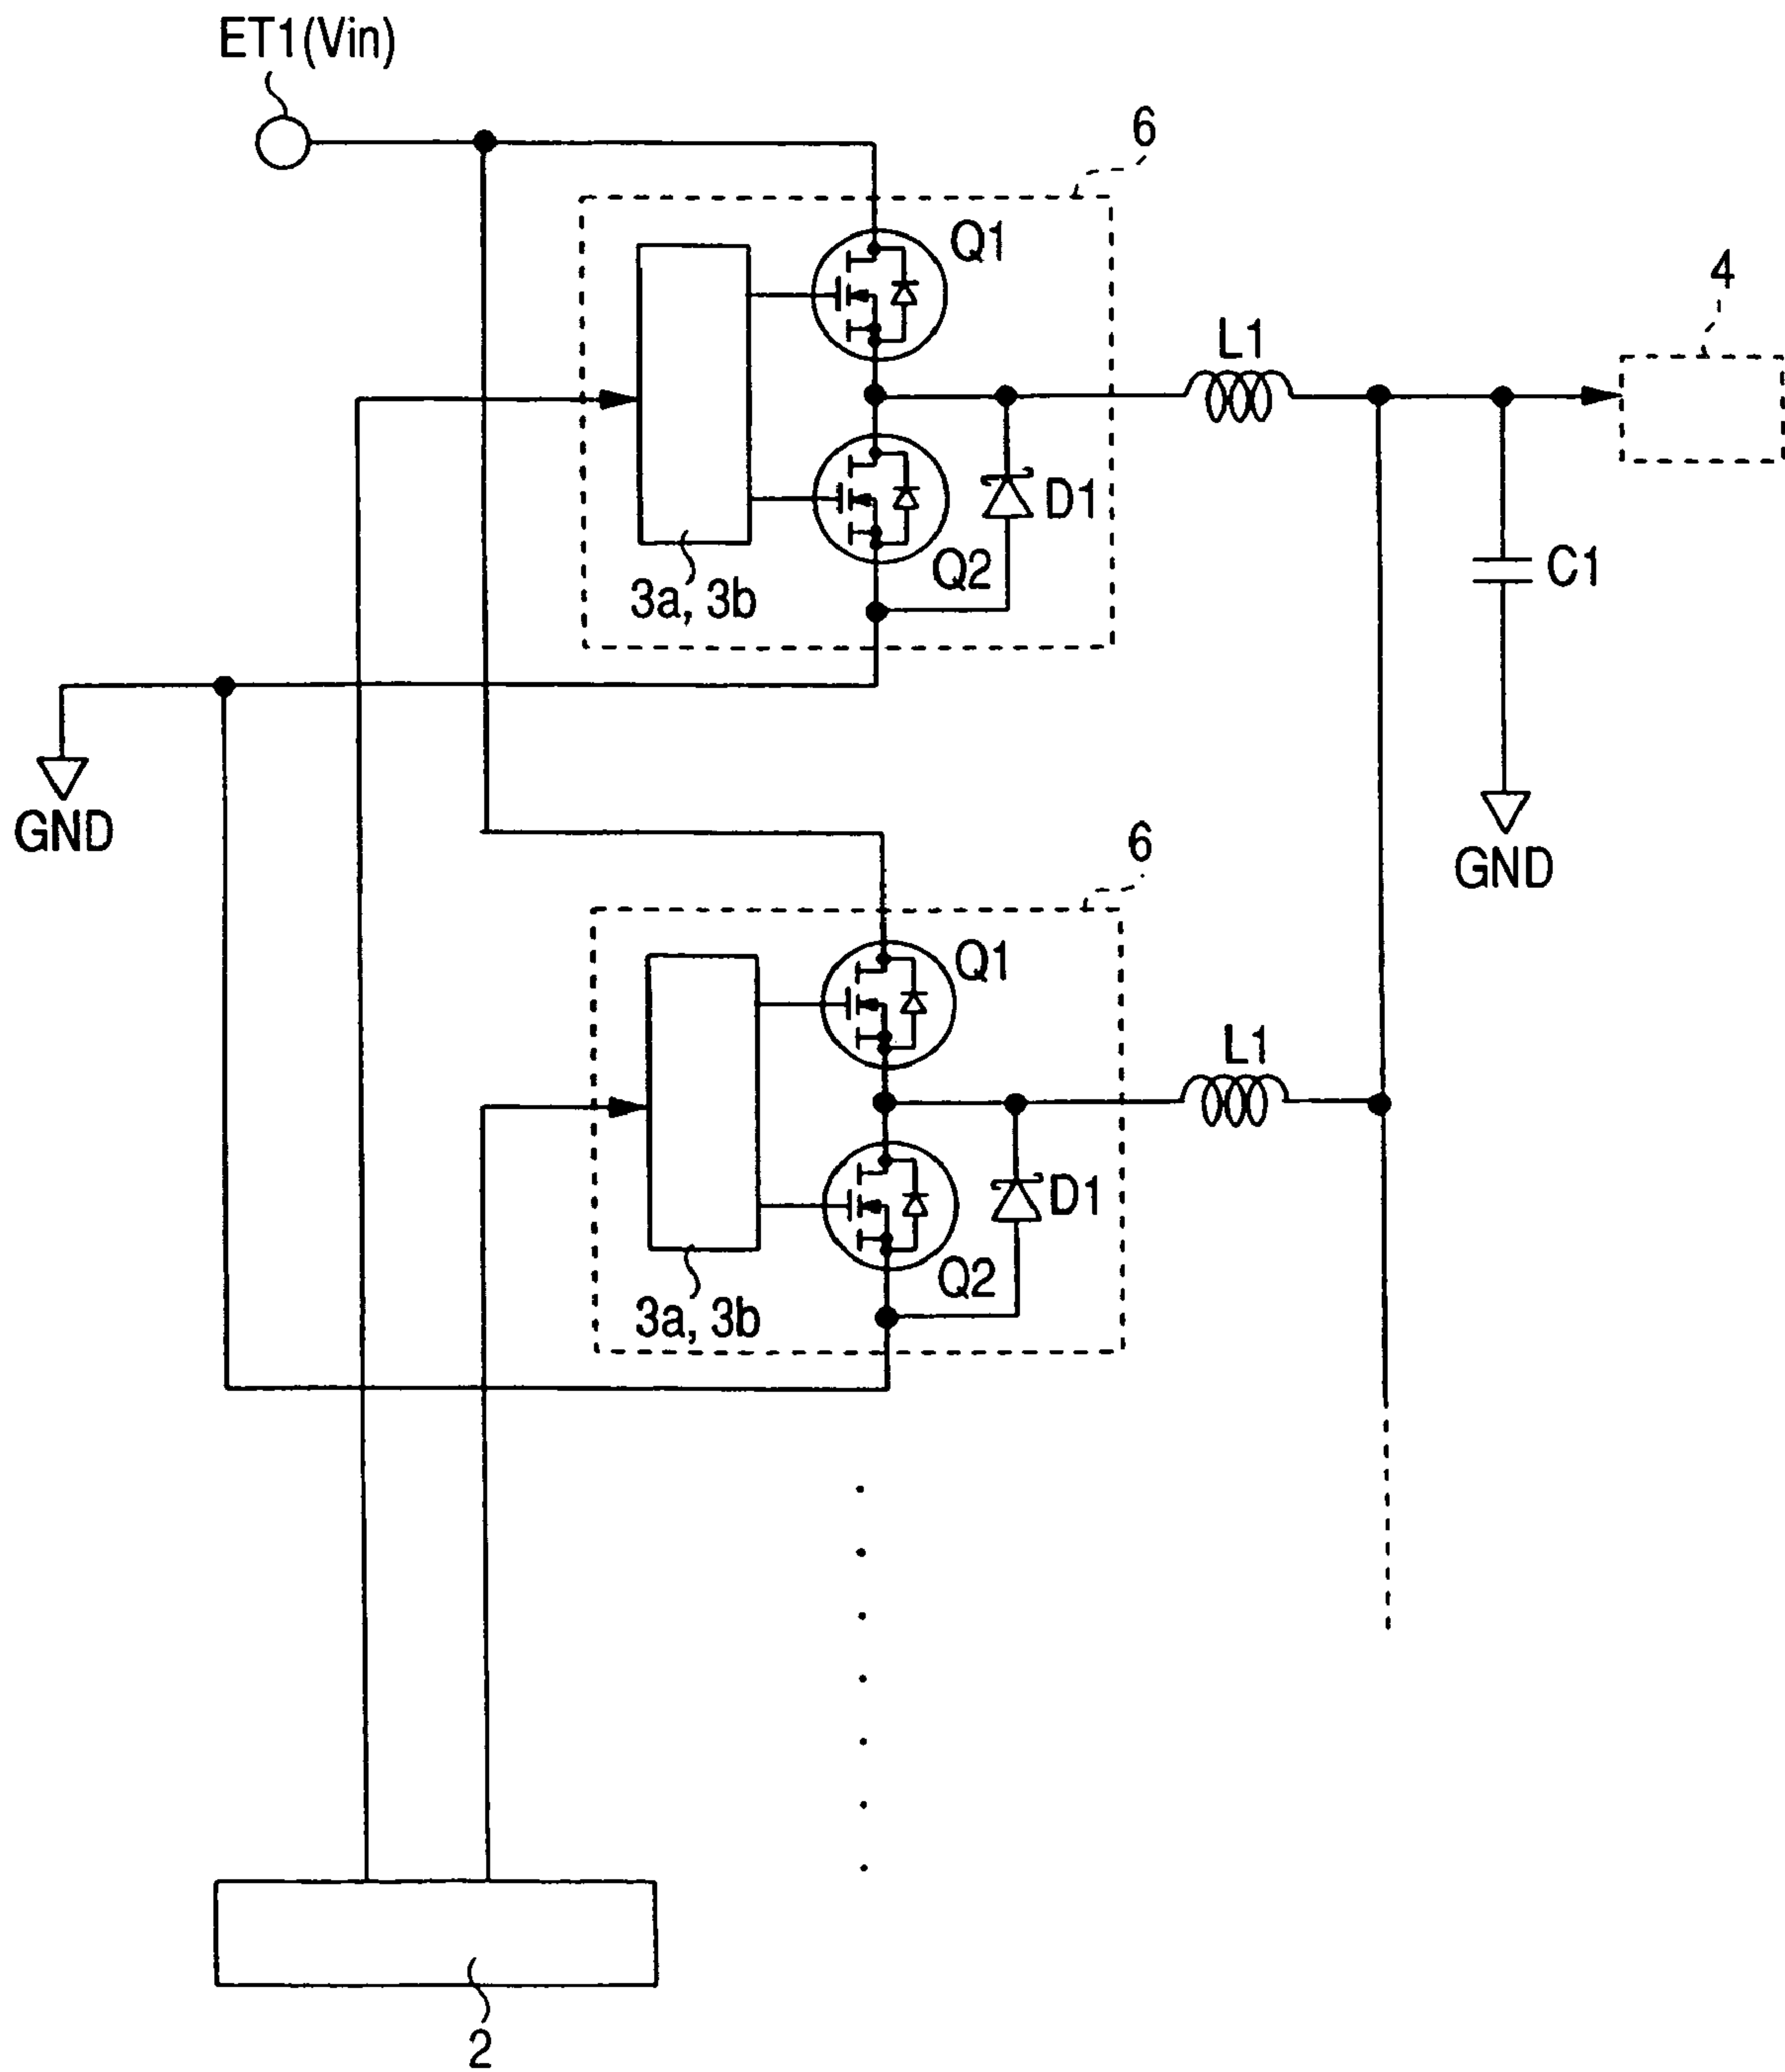 ET1(Vin)
6
Q1
4
L1
D1
Q2
C1
3a, 3b
GND
6
GND
Q1
L1
D1
Q2
3a, 3b
2